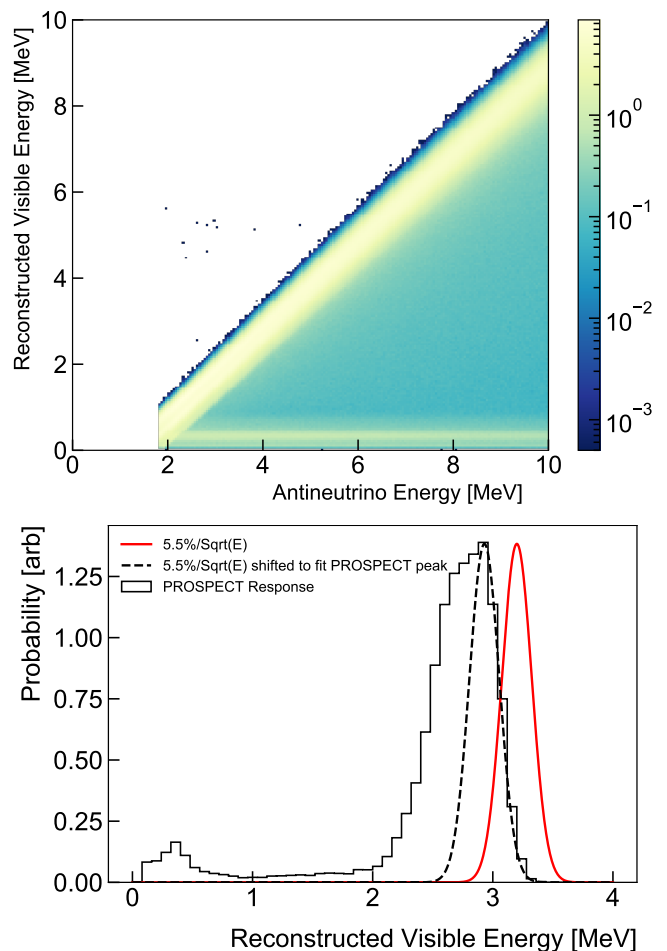 10
8
6
4
2
0
Reconstructed Visible Energy [MeV]
0 2 4 6 8 10
Antineutrino Energy [MeV]
10⁰
10⁻¹
10⁻²
10⁻³
5.5%/Sqrt(E)
5.5%/Sqrt(E) shifted to fit PROSPECT peak
PROSPECT Response
1.25
1.00
0.75
0.50
0.25
0.00
Probability [arb]
0 1 2 3 4
Reconstructed Visible Energy [MeV]